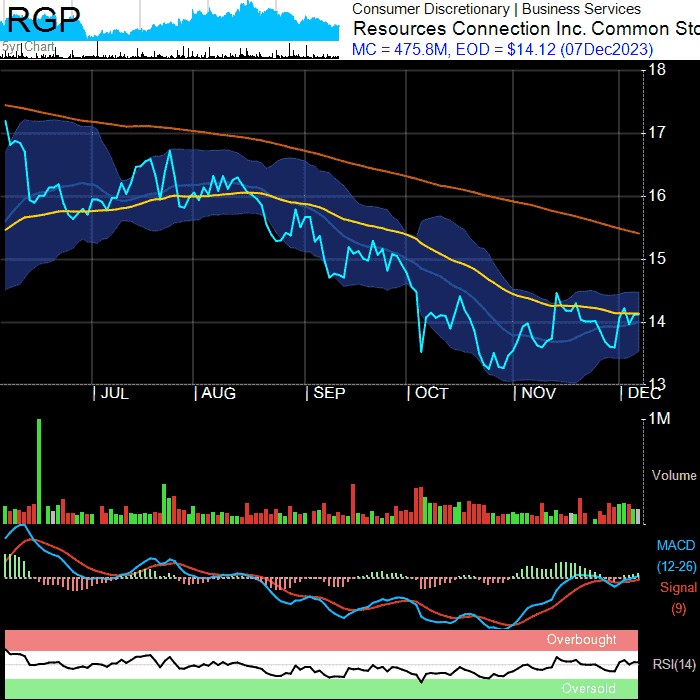 RGP
5yr Chart
Consumer Discretionary | Business Services
Resources Connection Inc. Common Sto
MC = 475.8M, EOD = $14.12 (07Dec2023)
18
17
16
15
14
13
JUL AUG SEP OCT NOV DEC
1M
Volume
MACD
(12-26)
Signal
(9)
Overbought
RSI(14)
Oversold